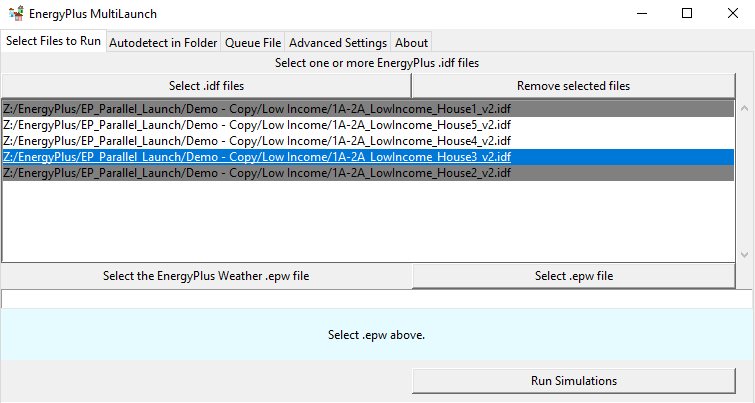 EnergyPlus MultiLaunch
Select Files to Run Autodetect in Folder Queue File Advanced Settings About
Select one or more EnergyPlus .idf files
Select .idf files Remove selected files
Z:/EnergyPlus/EP_Parallel_Launch/Demo - Copy/Low Income/1A-2A_LowIncome_House1_v2.idf
Z:/EnergyPlus/EP_Parallel_Launch/Demo - Copy/Low Income/1A-2A_LowIncome_House5_v2.idf
Z:/EnergyPlus/EP_Parallel_Launch/Demo - Copy/Low Income/1A-2A_LowIncome_House4_v2.idf
Z:/EnergyPlus/EP_Parallel_Launch/Demo - Copy/Low Income/1A-2A_LowIncome_House3_v2.idf
Z:/EnergyPlus/EP_Parallel_Launch/Demo - Copy/Low Income/1A-2A_LowIncome_House2_v2.idf
Select the EnergyPlus Weather .epw file Select .epw file
Select .epw above.
Run Simulations